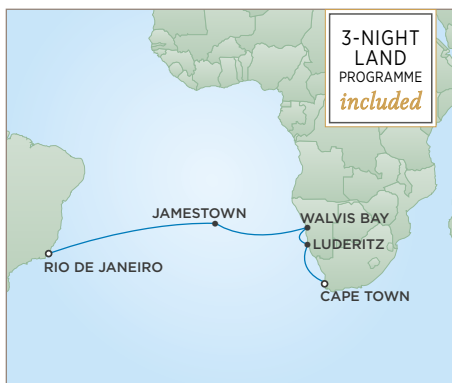 3-NIGHT
LAND
PROGRAMME
included
JAMESTOWN
WALVIS BAY
LUDERITZ
RIO DE JANEIRO
CAPE TOWN